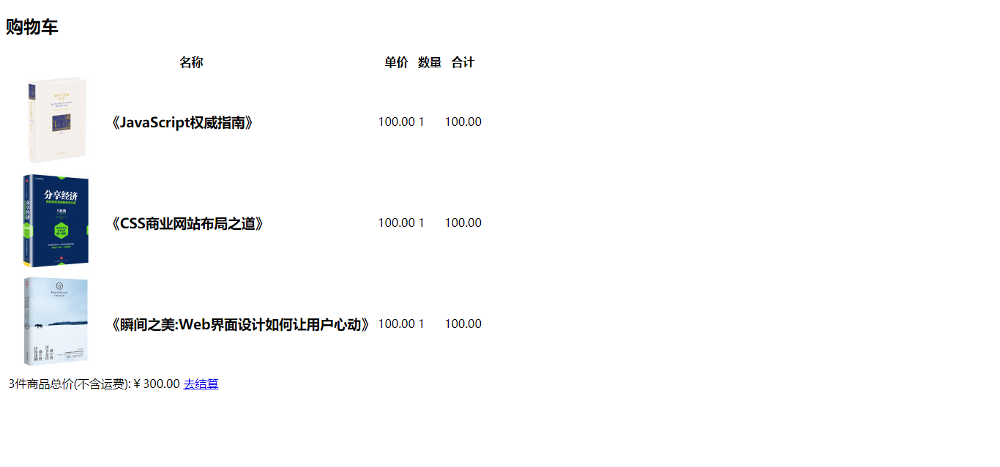 购物车
名称 单价 数量 合计
《JavaScript权威指南》 100.00 1 100.00
分享经济
分享经济
《CSS商业网站布局之道》 100.00 1 100.00
《瞬间之美:Web界面设计如何让用户心动》 100.00 1 100.00
3件商品总价(不含运费):￥300.00 去结算